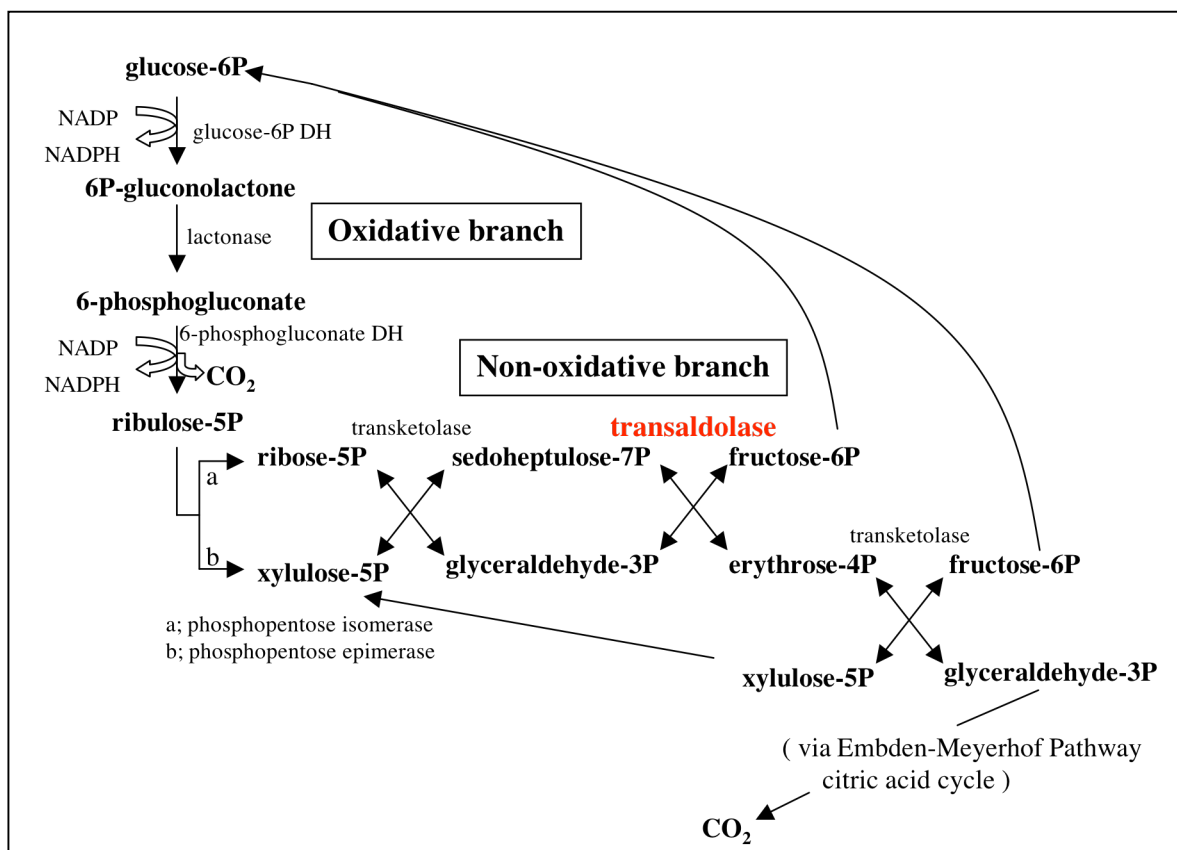 glucose-6P
NADP
glucose-6P DH
NADPH
6P-gluconolactone
Oxidative branch
lactonase
6-phosphogluconate
6-phosphogluconate DH
NADP
NADPH
CO2
Non-oxidative branch
ribulose-5P
transketolase
transaldolase
a
ribose-5P
sedoheptulose-7P
fructose-6P
transketolase
b
xylulose-5P
glyceraldehyde-3P
erythrose-4P
fructose-6P
a; phosphopentose isomerase
b; phosphopentose epimerase
xylulose-5P
glyceraldehyde-3P
( via Embden-Meyerhof Pathway
citric acid cycle )
CO2